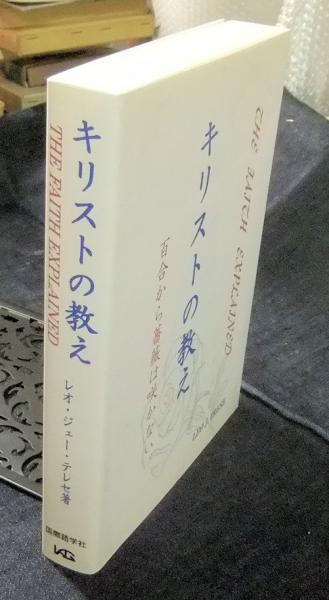 キリストの教え
THE FAITH EXPLAINED
レオ・ジェー・テレセ著
国際語学社
THE FAITH EXPLAINED
キリストの教え
百合から薔薇は咲かない
LEO J. TRESE